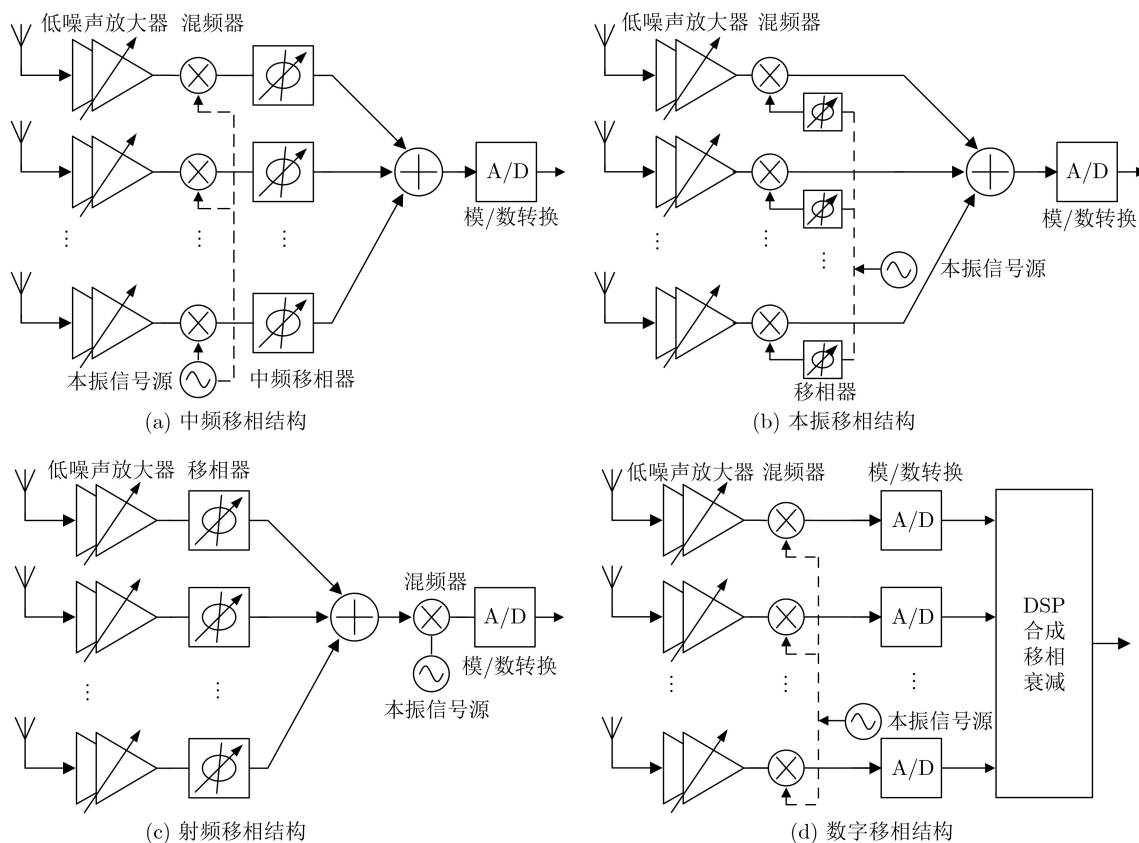 低噪声放大器 混频器
A/D
模/数转换
⋮ ⋮ ⋮
本振信号源
中频移相器
(a) 中频移相结构
低噪声放大器 混频器
A/D
模/数转换
⋮ ⋮
本振信号源
移相器
(b) 本振移相结构
低噪声放大器 移相器
混频器
A/D
模/数转换
⋮ ⋮
本振信号源
(c) 射频移相结构
低噪声放大器 混频器
模/数转换
A/D
A/D
⋮ ⋮
本振信号源
A/D
DSP
合成
移相
衰减
(d) 数字移相结构